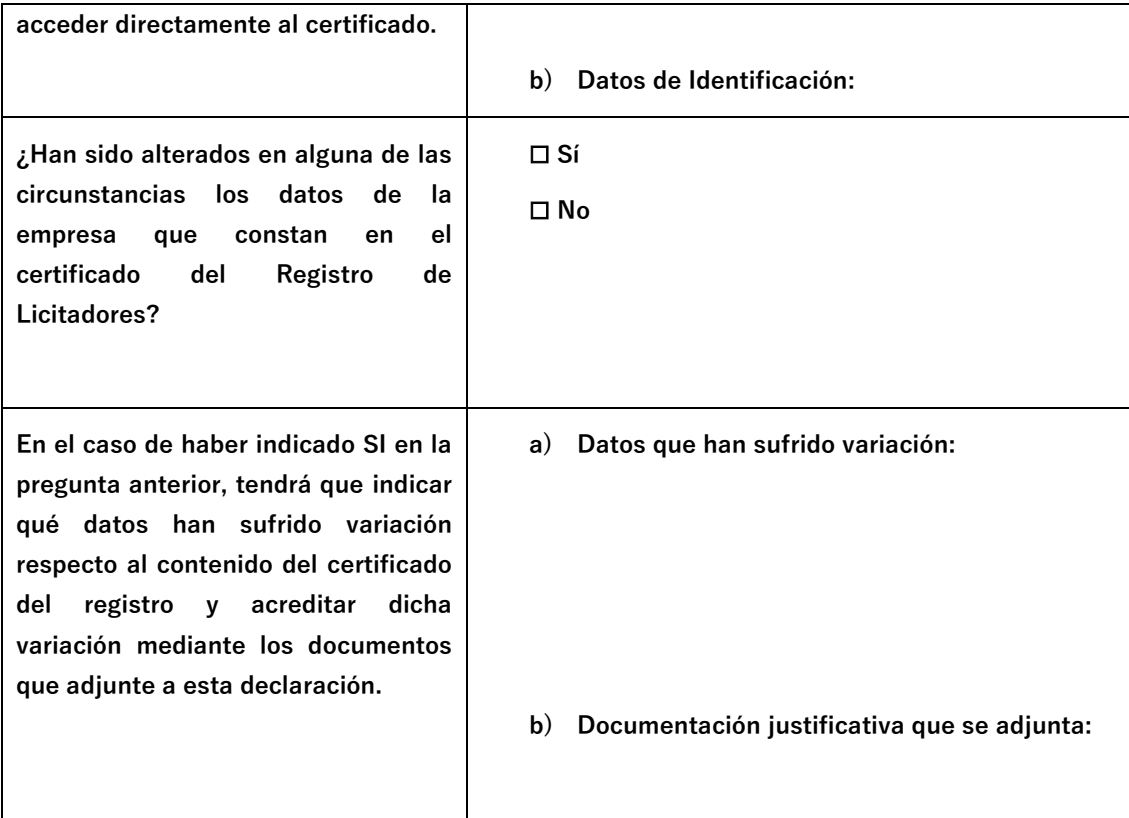 acceder directamente al certificado.
b) Datos de Identificación:
¿Han sido alterados en alguna de las
circunstancias los datos de la
empresa que constan en el
certificado del Registro de
Licitadores?
☐ Sí
☐ No
En el caso de haber indicado SI en la
pregunta anterior, tendrá que indicar
qué datos han sufrido variación
respecto al contenido del certificado
del registro y acreditar dicha
variación mediante los documentos
que adjunte a esta declaración.
a) Datos que han sufrido variación:
b) Documentación justificativa que se adjunta: